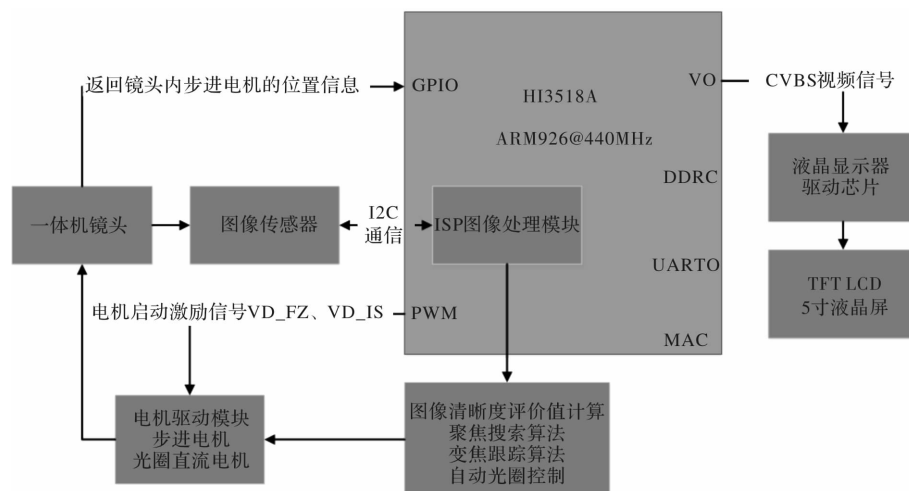 返回镜头内步进电机的位置信息
GPIO
HI3518A
ARM926@440MHz
VO
CVBS视频信号
DDRC
液晶显示器
驱动芯片
一体机镜头
图像传感器
I2C
通信
ISP图像处理模块
UARTO
TFT LCD
5寸液晶屏
电机启动激励信号VD_FZ、VD_IS
PWM
MAC
电机驱动模块
步进电机
光圈直流电机
图像清晰度评价值计算
聚焦搜索算法
变焦跟踪算法
自动光圈控制